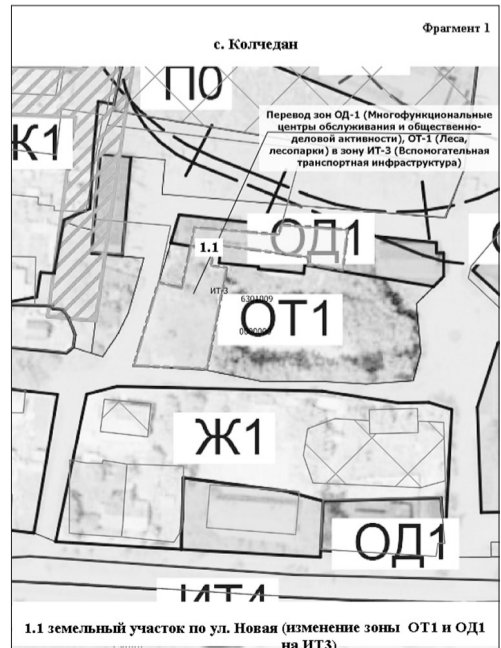 Фрагмент 1
с. Колчедан
П0
Перевод зон ОД-1 (Многофункциональные
центры обслуживания и общественно-
деловой активности), ОТ-1 (Леса,
лесопарки) в зону ИТ-3 (Вспомогательная
транспортная инфраструктура)
Ж1
ОД1
1.1
ИТ-3
6301009
ОТ1
Ж1
ОД1
1.1 земельный участок по ул. Новая (изменение зоны ОТ1 и ОД1
на ИТ3)